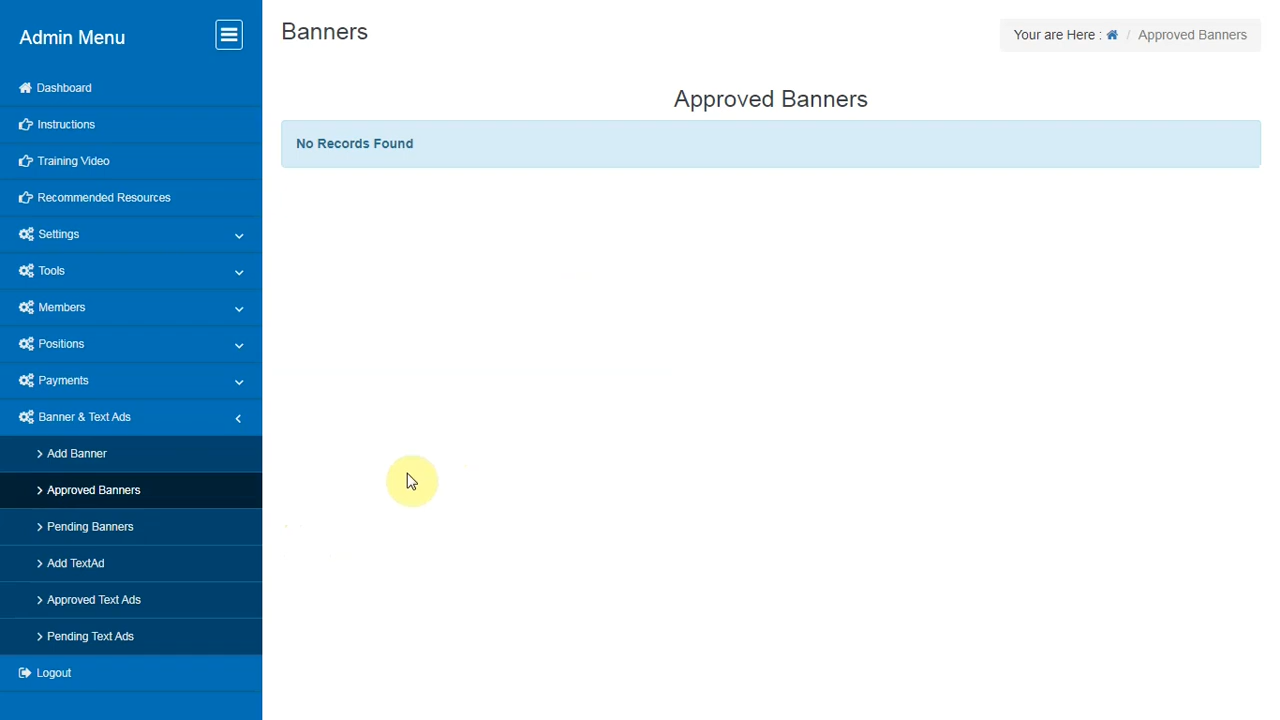 Admin Menu
Dashboard
Instructions
Training Video
Recommended Resources
Settings
Tools
Members
Positions
Payments
Banner & Text Ads
Add Banner
Approved Banners
Pending Banners
Add TextAd
Approved Text Ads
Pending Text Ads
Logout
Banners
Your are Here : / Approved Banners
Approved Banners
No Records Found